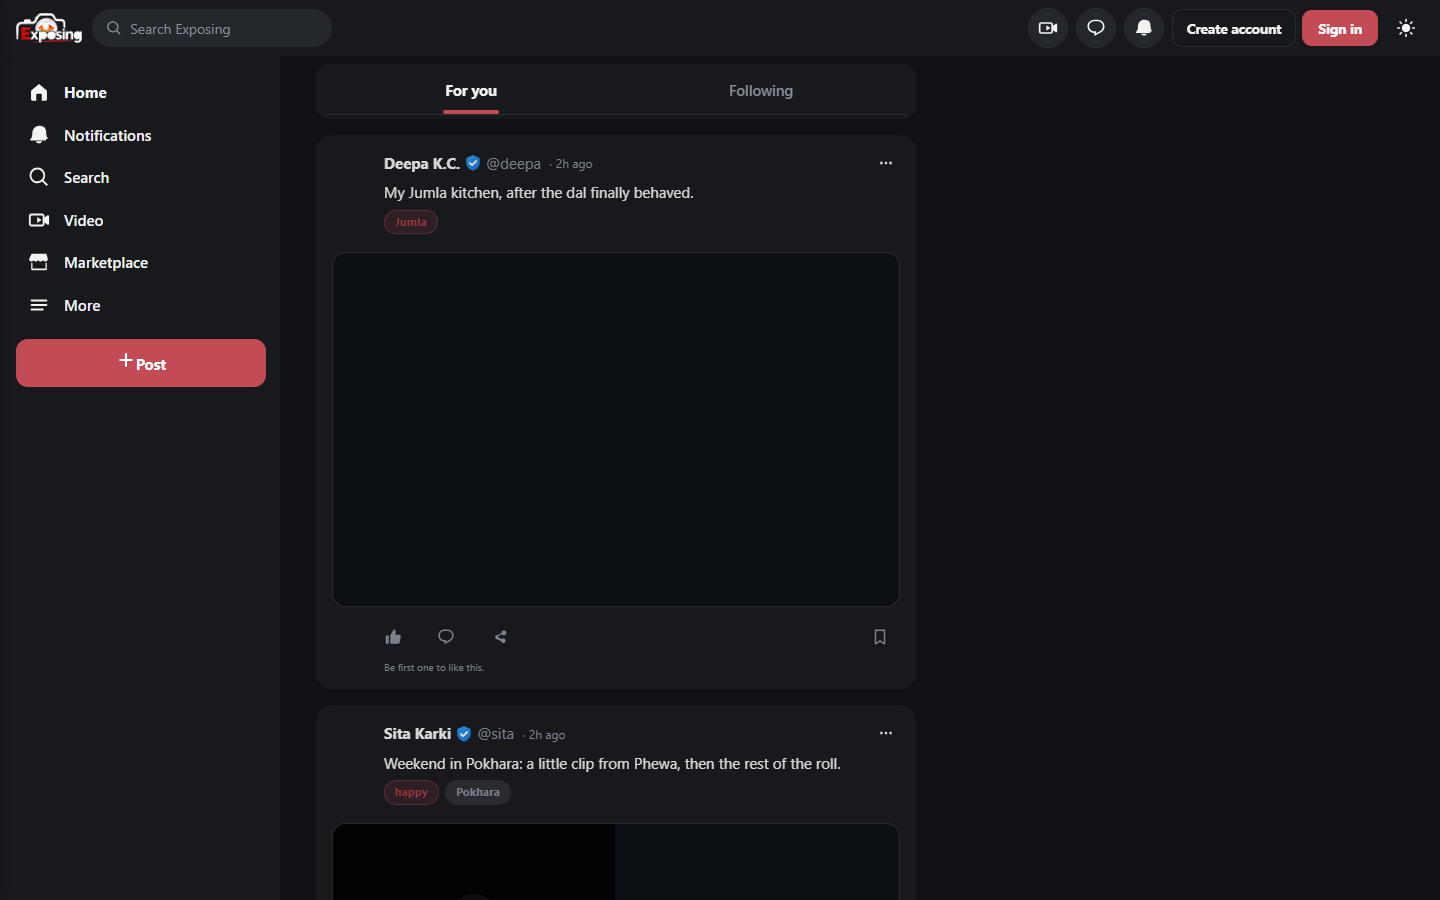 Exposing
Search Exposing
Create account
Sign in
Home
Notifications
Search
Video
Marketplace
More
Post
For you
Following
Deepa K.C. @deepa · 2h ago
My Jumla kitchen, after the dal finally behaved.
Jumla
Be first one to like this.
Sita Karki @sita · 2h ago
Weekend in Pokhara: a little clip from Phewa, then the rest of the roll.
happy Pokhara